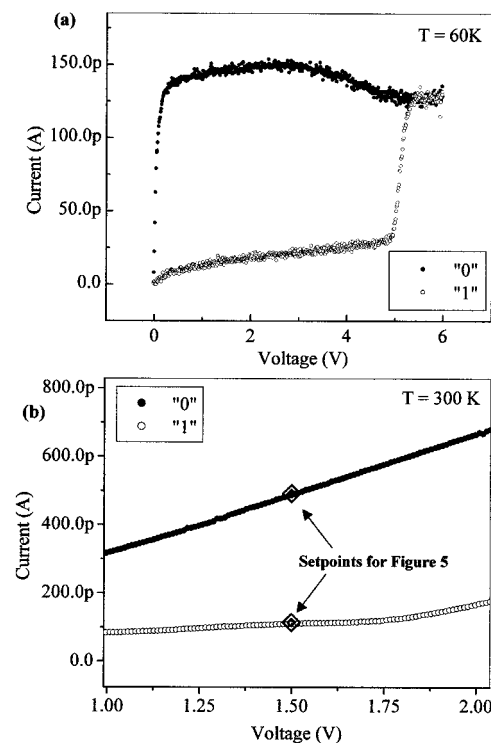 (a)
T = 60K
150.0p
100.0p
50.0p
0.0
Current (A)
"0"
"1"
0
2
4
6
Voltage (V)
(b)
800.0p
"0"
"1"
T = 300 K
600.0p
400.0p
200.0p
0.0
Current (A)
Setpoints for Figure 5
1.00
1.25
1.50
1.75
2.00
Voltage (V)